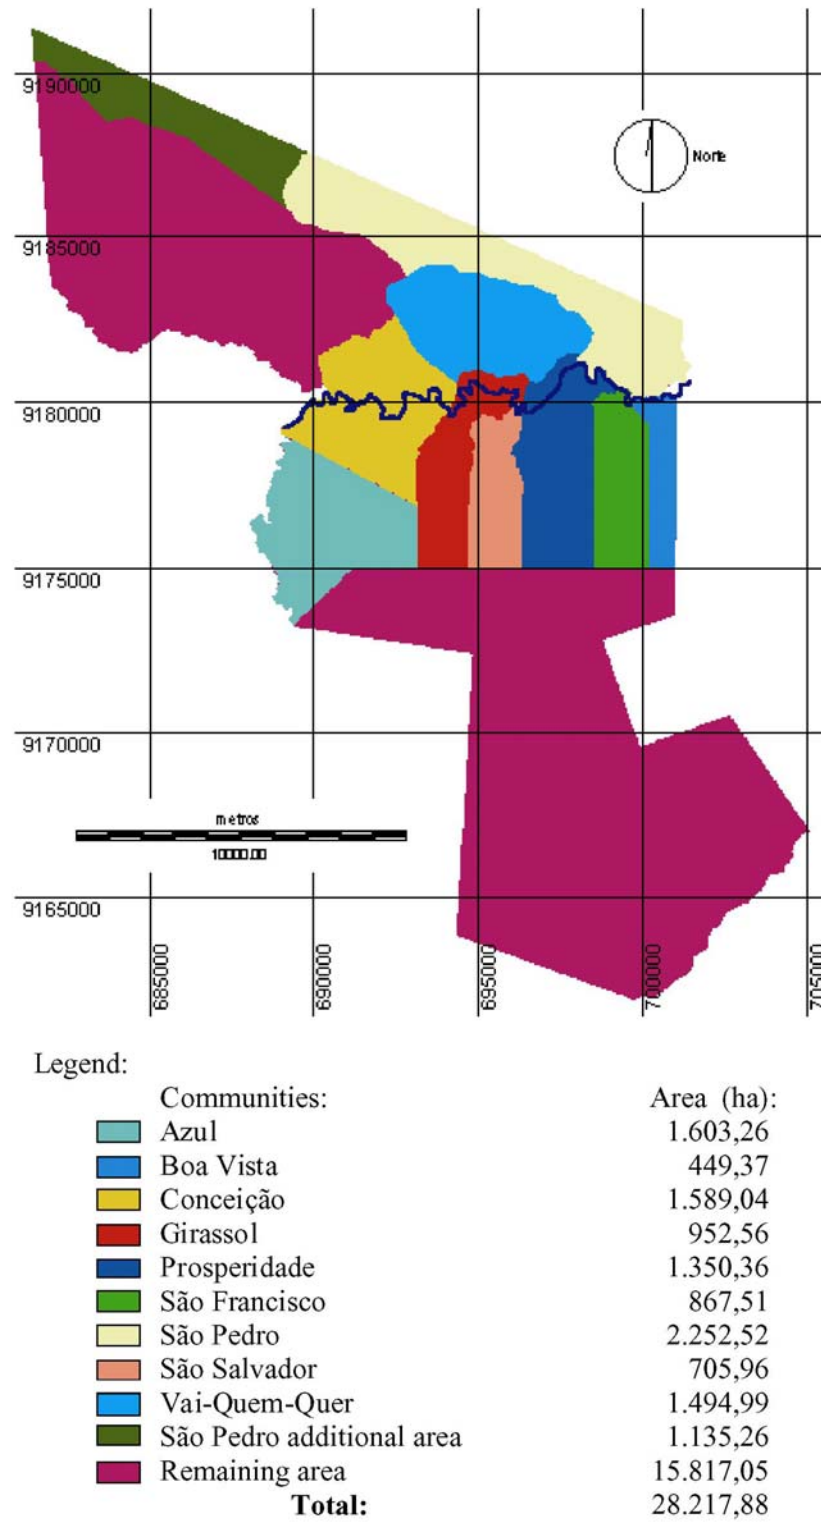 9190000
Norte
9185000
9180000
9175000
9170000
metros
10000.00
9165000
685000
690000
695000
700000
705000
Legend:
Communities: Area (ha):
Azul 1.603,26
Boa Vista 449,37
Conceição 1.589,04
Girassol 952,56
Prosperidade 1.350,36
São Francisco 867,51
São Pedro 2.252,52
São Salvador 705,96
Vai-Quem-Quer 1.494,99
São Pedro additional area 1.135,26
Remaining area 15.817,05
Total: 28.217,88